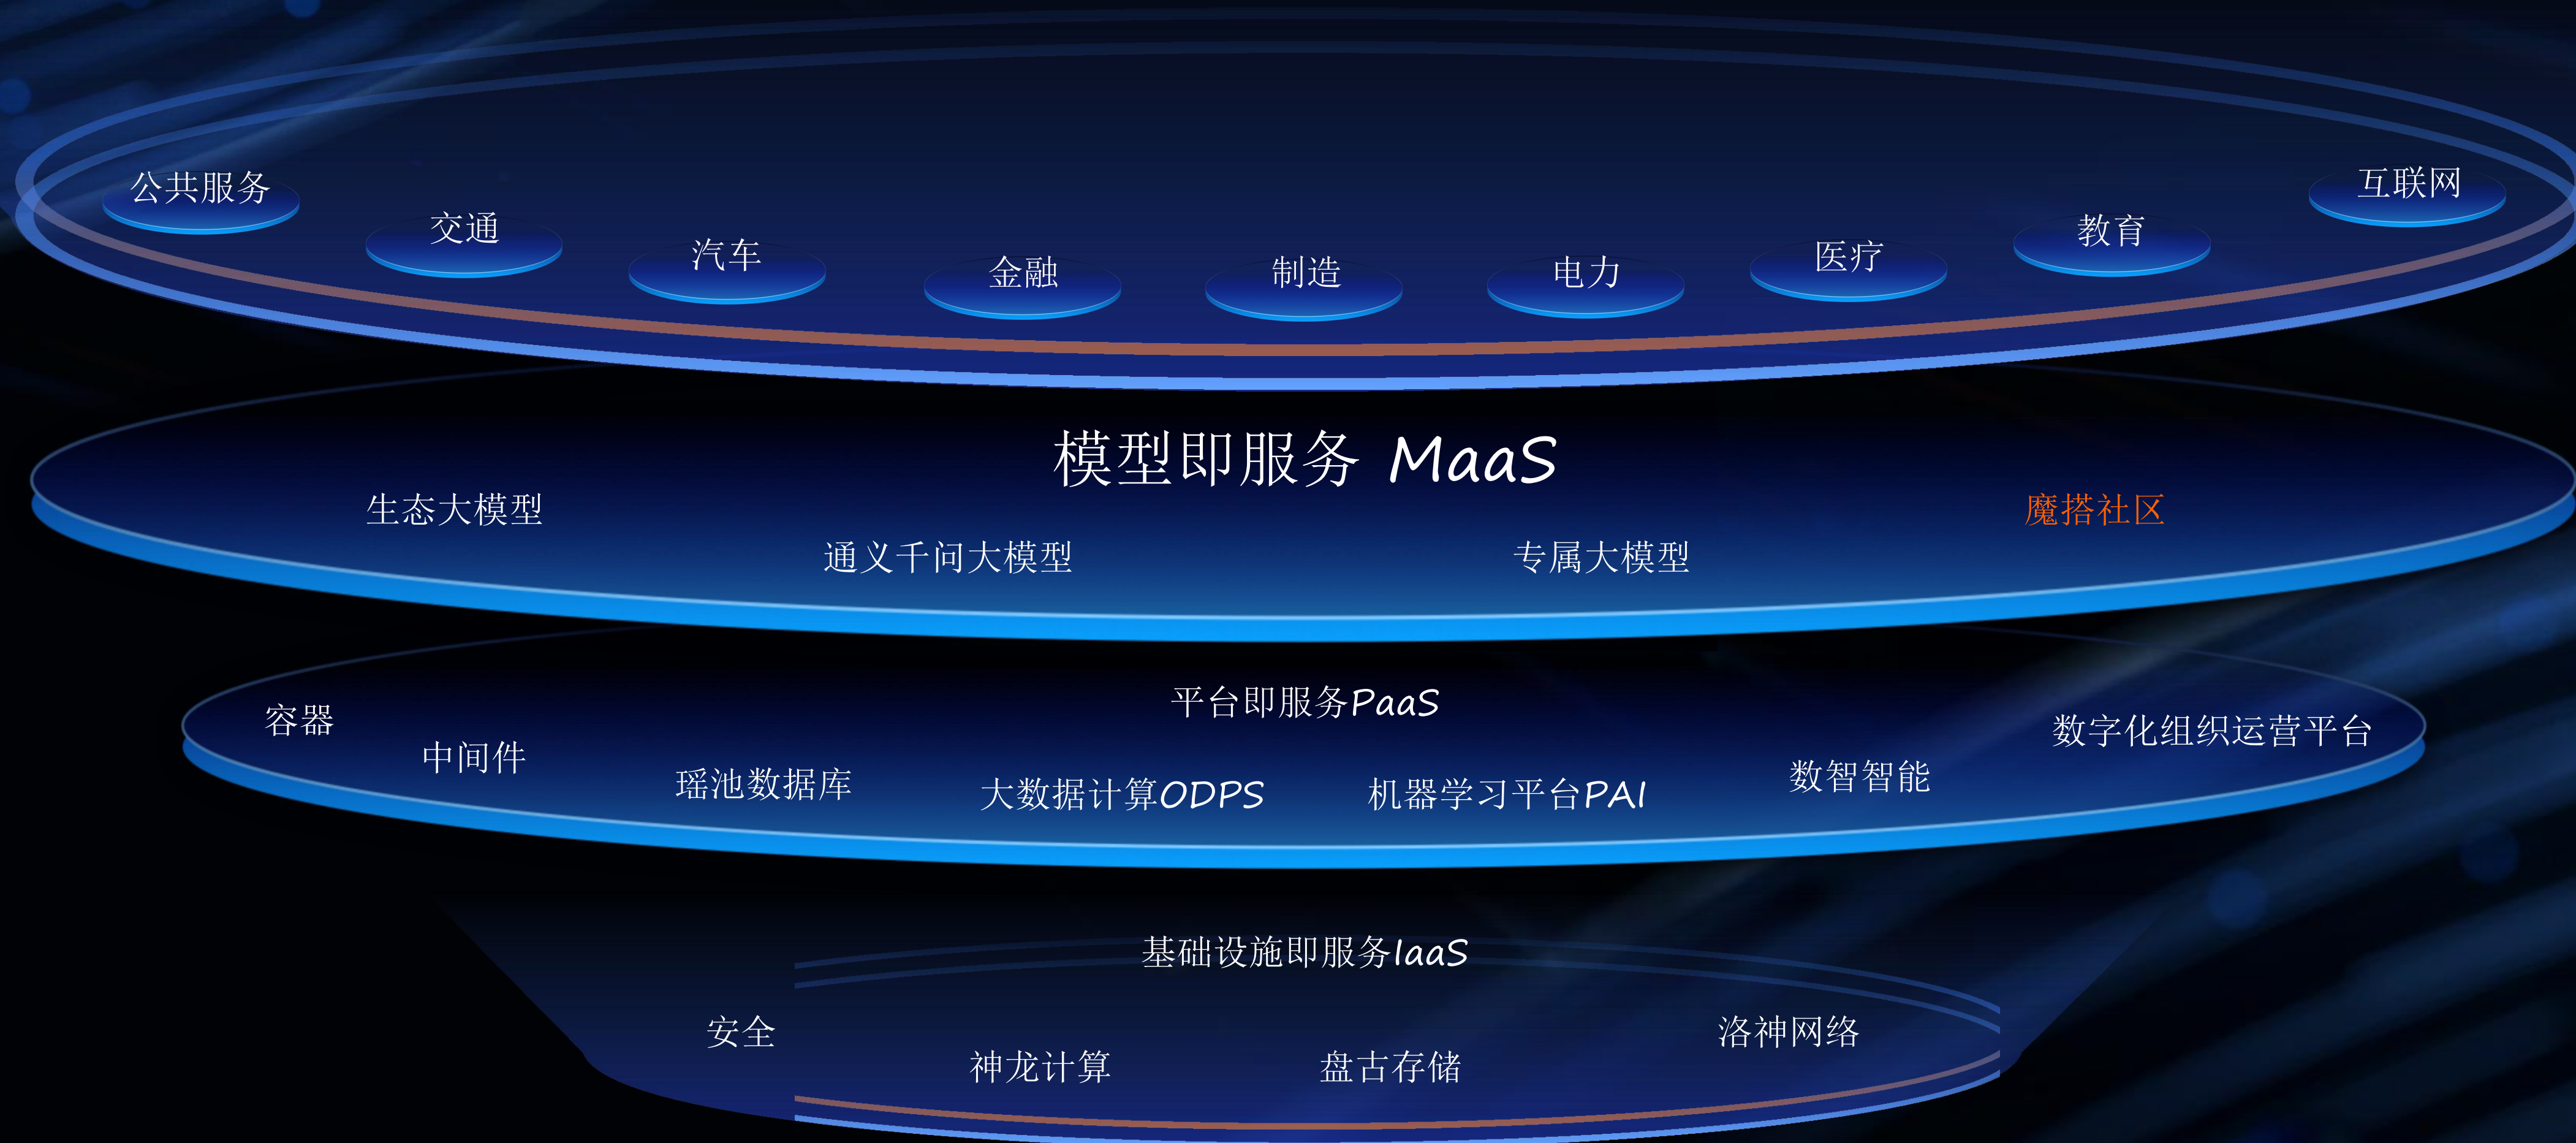 公共服务
交通
汽车
金融
制造
电力
医疗
教育
互联网
模型即服务 MaaS
生态大模型
通义千问大模型
专属大模型
魔搭社区
平台即服务PaaS
容器
中间件
瑶池数据库
大数据计算ODPS
机器学习平台PAI
数智智能
数字化组织运营平台
基础设施即服务IaaS
安全
神龙计算
盘古存储
洛神网络